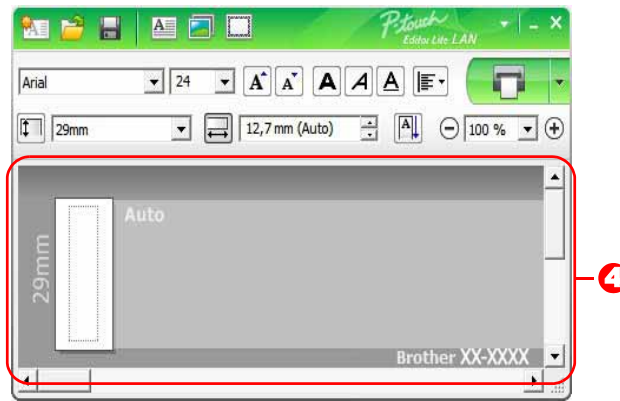 P-touch
Editor Lite LAN
Arial 24 A A A A A
29mm 12,7 mm (Auto) A 100 %
Auto
29mm
4
Brother XX-XXXX